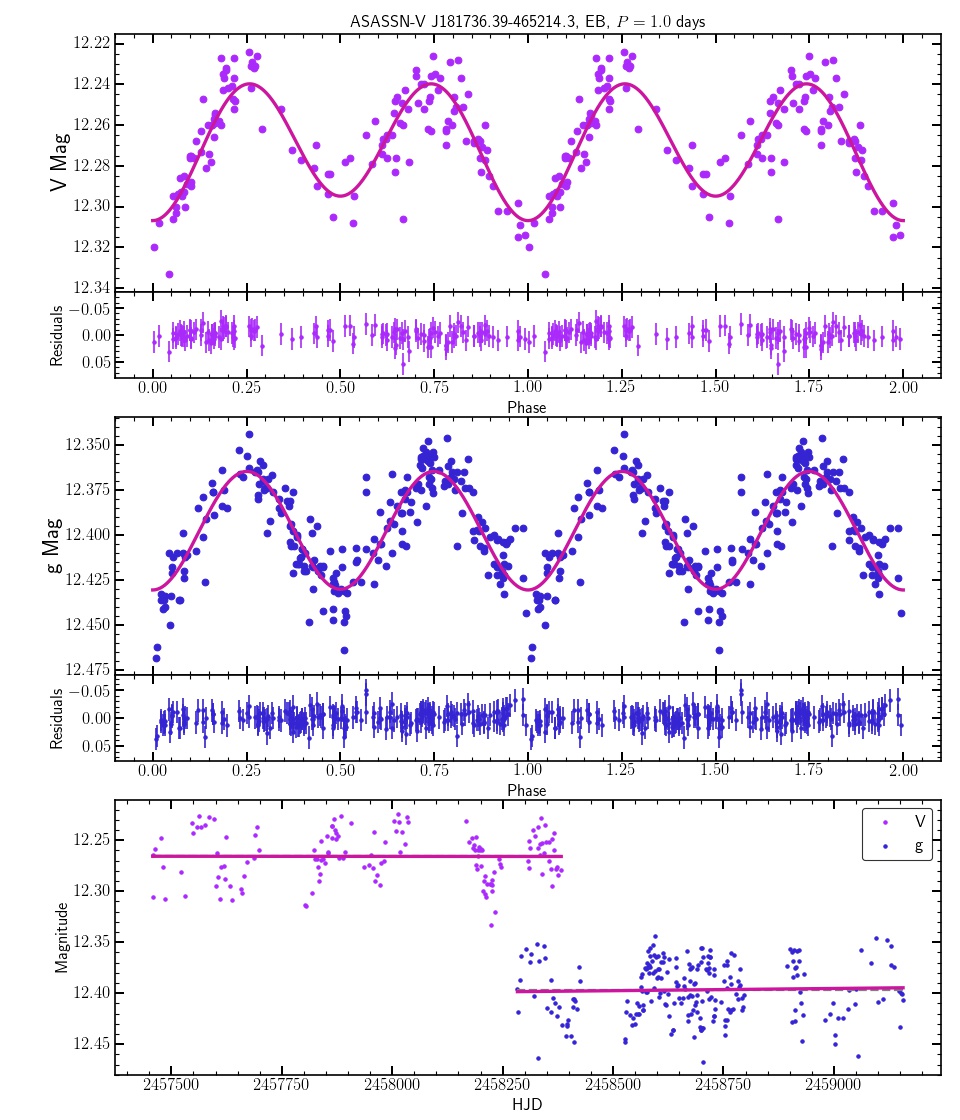 ASASSN-V J181736.39-465214.3, EB, P = 1.0 days
12.22
12.24
12.26
12.28
12.30
12.32
12.34
V Mag
−0.05
0.00
0.05
Residuals
0.00 0.25 0.50 0.75 1.00 1.25 1.50 1.75 2.00
Phase
12.350
12.375
12.400
12.425
12.450
12.475
g Mag
−0.05
0.00
0.05
Residuals
0.00 0.25 0.50 0.75 1.00 1.25 1.50 1.75 2.00
Phase
V
g
12.25
12.30
12.35
12.40
12.45
Magnitude
2457500 2457750 2458000 2458250 2458500 2458750 2459000
HJD